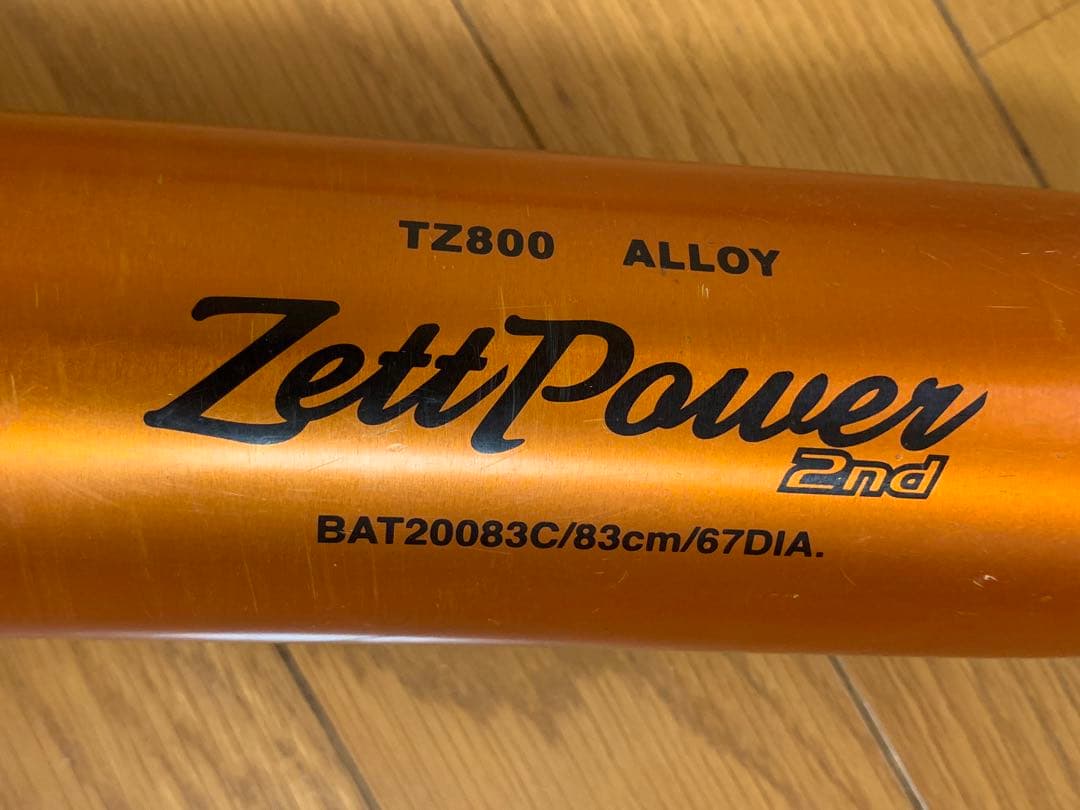 TZ800 ALLOY
ZettPower
2nd
BAT20083C/83cm/67DIA.